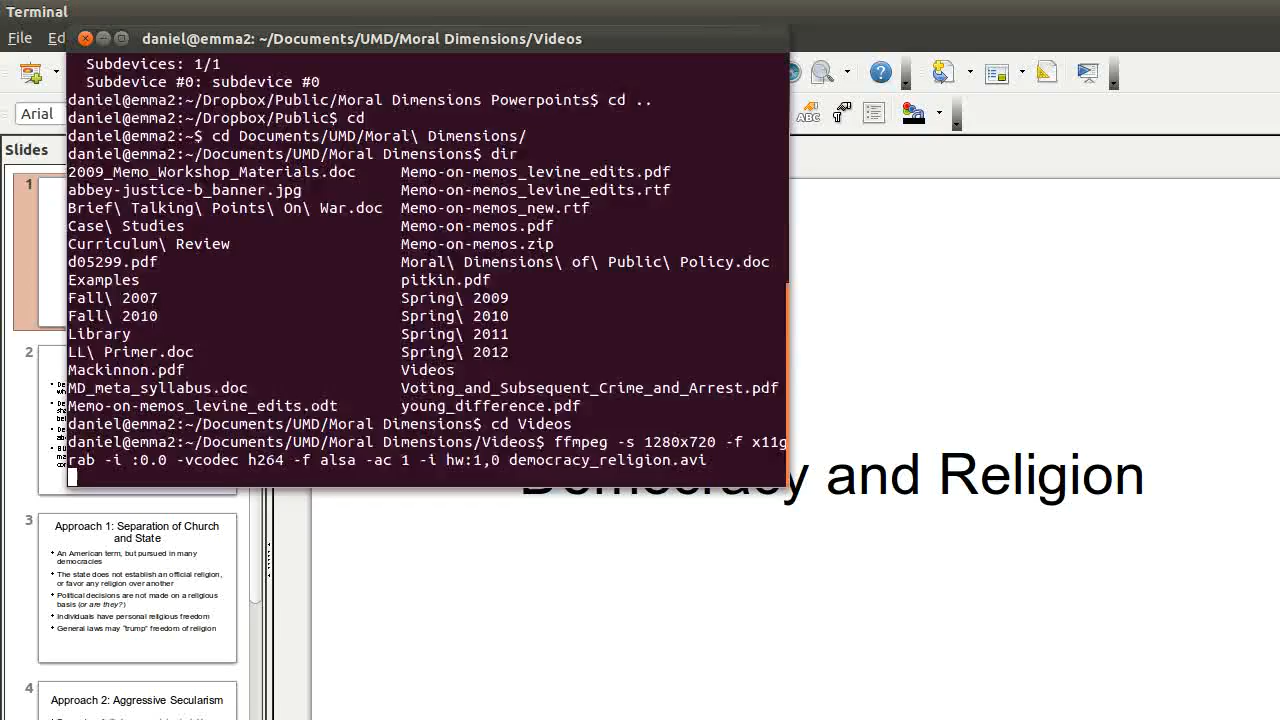 Terminal
File Ed
daniel@emma2: ~/Documents/UMD/Moral Dimensions/Videos
Subdevices: 1/1
Subdevice #0: subdevice #0
daniel@emma2:~/Dropbox/Public/Moral Dimensions Powerpoints$ cd ..
daniel@emma2:~/Dropbox/Public$ cd
daniel@emma2:~$ cd Documents/UMD/Moral\ Dimensions/
daniel@emma2:~/Documents/UMD/Moral Dimensions$ dir
2009_Memo_Workshop_Materials.doc Memo-on-memos_levine_edits.pdf
abbey-justice-b_banner.jpg Memo-on-memos_levine_edits.rtf
Brief\ Talking\ Points\ On\ War.doc Memo-on-memos_new.rtf
Case\ Studies Memo-on-memos.pdf
Curriculum\ Review Memo-on-memos.zip
d05299.pdf Moral\ Dimensions\ of\ Public\ Policy.doc
Examples pitkin.pdf
Fall\ 2007 Spring\ 2009
Fall\ 2010 Spring\ 2010
Library Spring\ 2011
LL\ Primer.doc Spring\ 2012
Mackinnon.pdf Videos
MD_meta_syllabus.doc Voting_and_Subsequent_Crime_and_Arrest.pdf
Memo-on-memos_levine_edits.odt young_difference.pdf
daniel@emma2:~/Documents/UMD/Moral Dimensions$ cd Videos
daniel@emma2:~/Documents/UMD/Moral Dimensions/Videos$ ffmpeg -s 1280x720 -f x11g
rab -i :0.0 -vcodec h264 -f alsa -ac 1 -i hw:1,0 democracy_religion.avi
Arial
ABC
Slides
1
2
3
Approach 1: Separation of Church
and State
An American term, but pursued in many
democracies
The state does not establish an official religion,
or favor any religion over another
Political decisions are not made on a religious
basis (or are they?)
Individuals have personal religious freedom
General laws may "trump" freedom of religion
4
Approach 2: Aggressive Secularism
Democracy and Religion